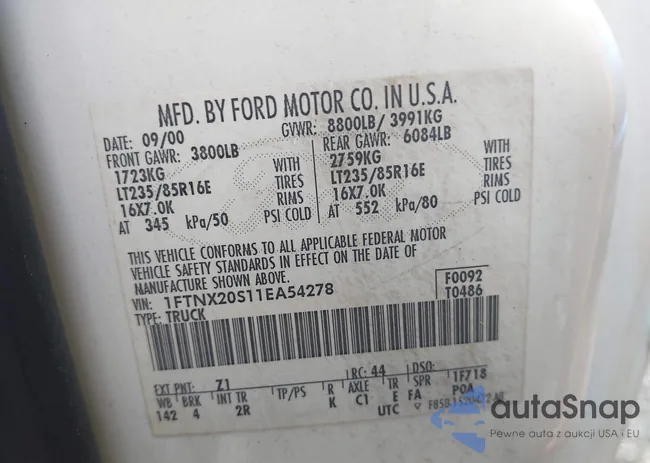 MFD. BY FORD MOTOR CO. IN U.S.A.
DATE: 09/00 GVWR: 8800LB/ 3991KG
FRONT GAWR: 3800LB REAR GAWR: 6084LB
1723KG WITH 2759KG WITH
LT235/85R16E TIRES LT235/85R16E TIRES
16X7.0K RIMS 16X7.0K RIMS
AT 345 kPa/50 PSI COLD AT 552 kPa/80 PSI COLD
THIS VEHICLE CONFORMS TO ALL APPLICABLE FEDERAL MOTOR
VEHICLE SAFETY STANDARDS IN EFFECT ON THE DATE OF
MANUFACTURE SHOWN ABOVE.
F0092
VIN: 1FTNX20S11EA54278 T0486
TYPE: TRUCK
EXT PNT: Z1 RC: 44 DSO: 1F718
WB BRK INT TR TP/PS R AXLE TR SPR POA
142 4 2R K C1 E FA
UTC
autoSnap
Pewne auta z aukcji USA i EU